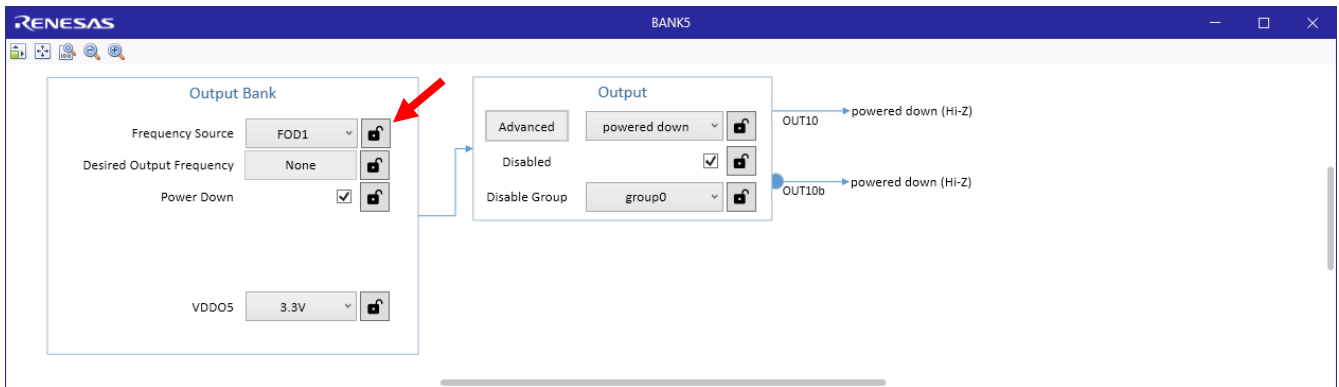 RENESAS
BANK5
100
Output Bank
Frequency Source FOD1
Desired Output Frequency None
Power Down
VDDO5 3.3V
Output
Advanced powered down
Disabled
Disable Group group0
OUT10 powered down (Hi-Z)
OUT10b powered down (Hi-Z)